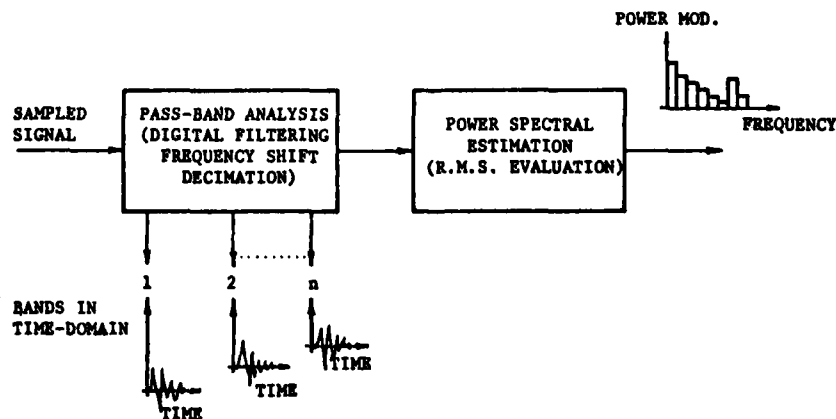 POWER MOD.
SAMPLED
SIGNAL
PASS-BAND ANALYSIS
(DIGITAL FILTERING
FREQUENCY SHIFT
DECIMATION)
POWER SPECTRAL
ESTIMATION
(R.M.S. EVALUATION)
FREQUENCY
1 2 n
BANDS IN
TIME-DOMAIN
TIME
TIME
TIME